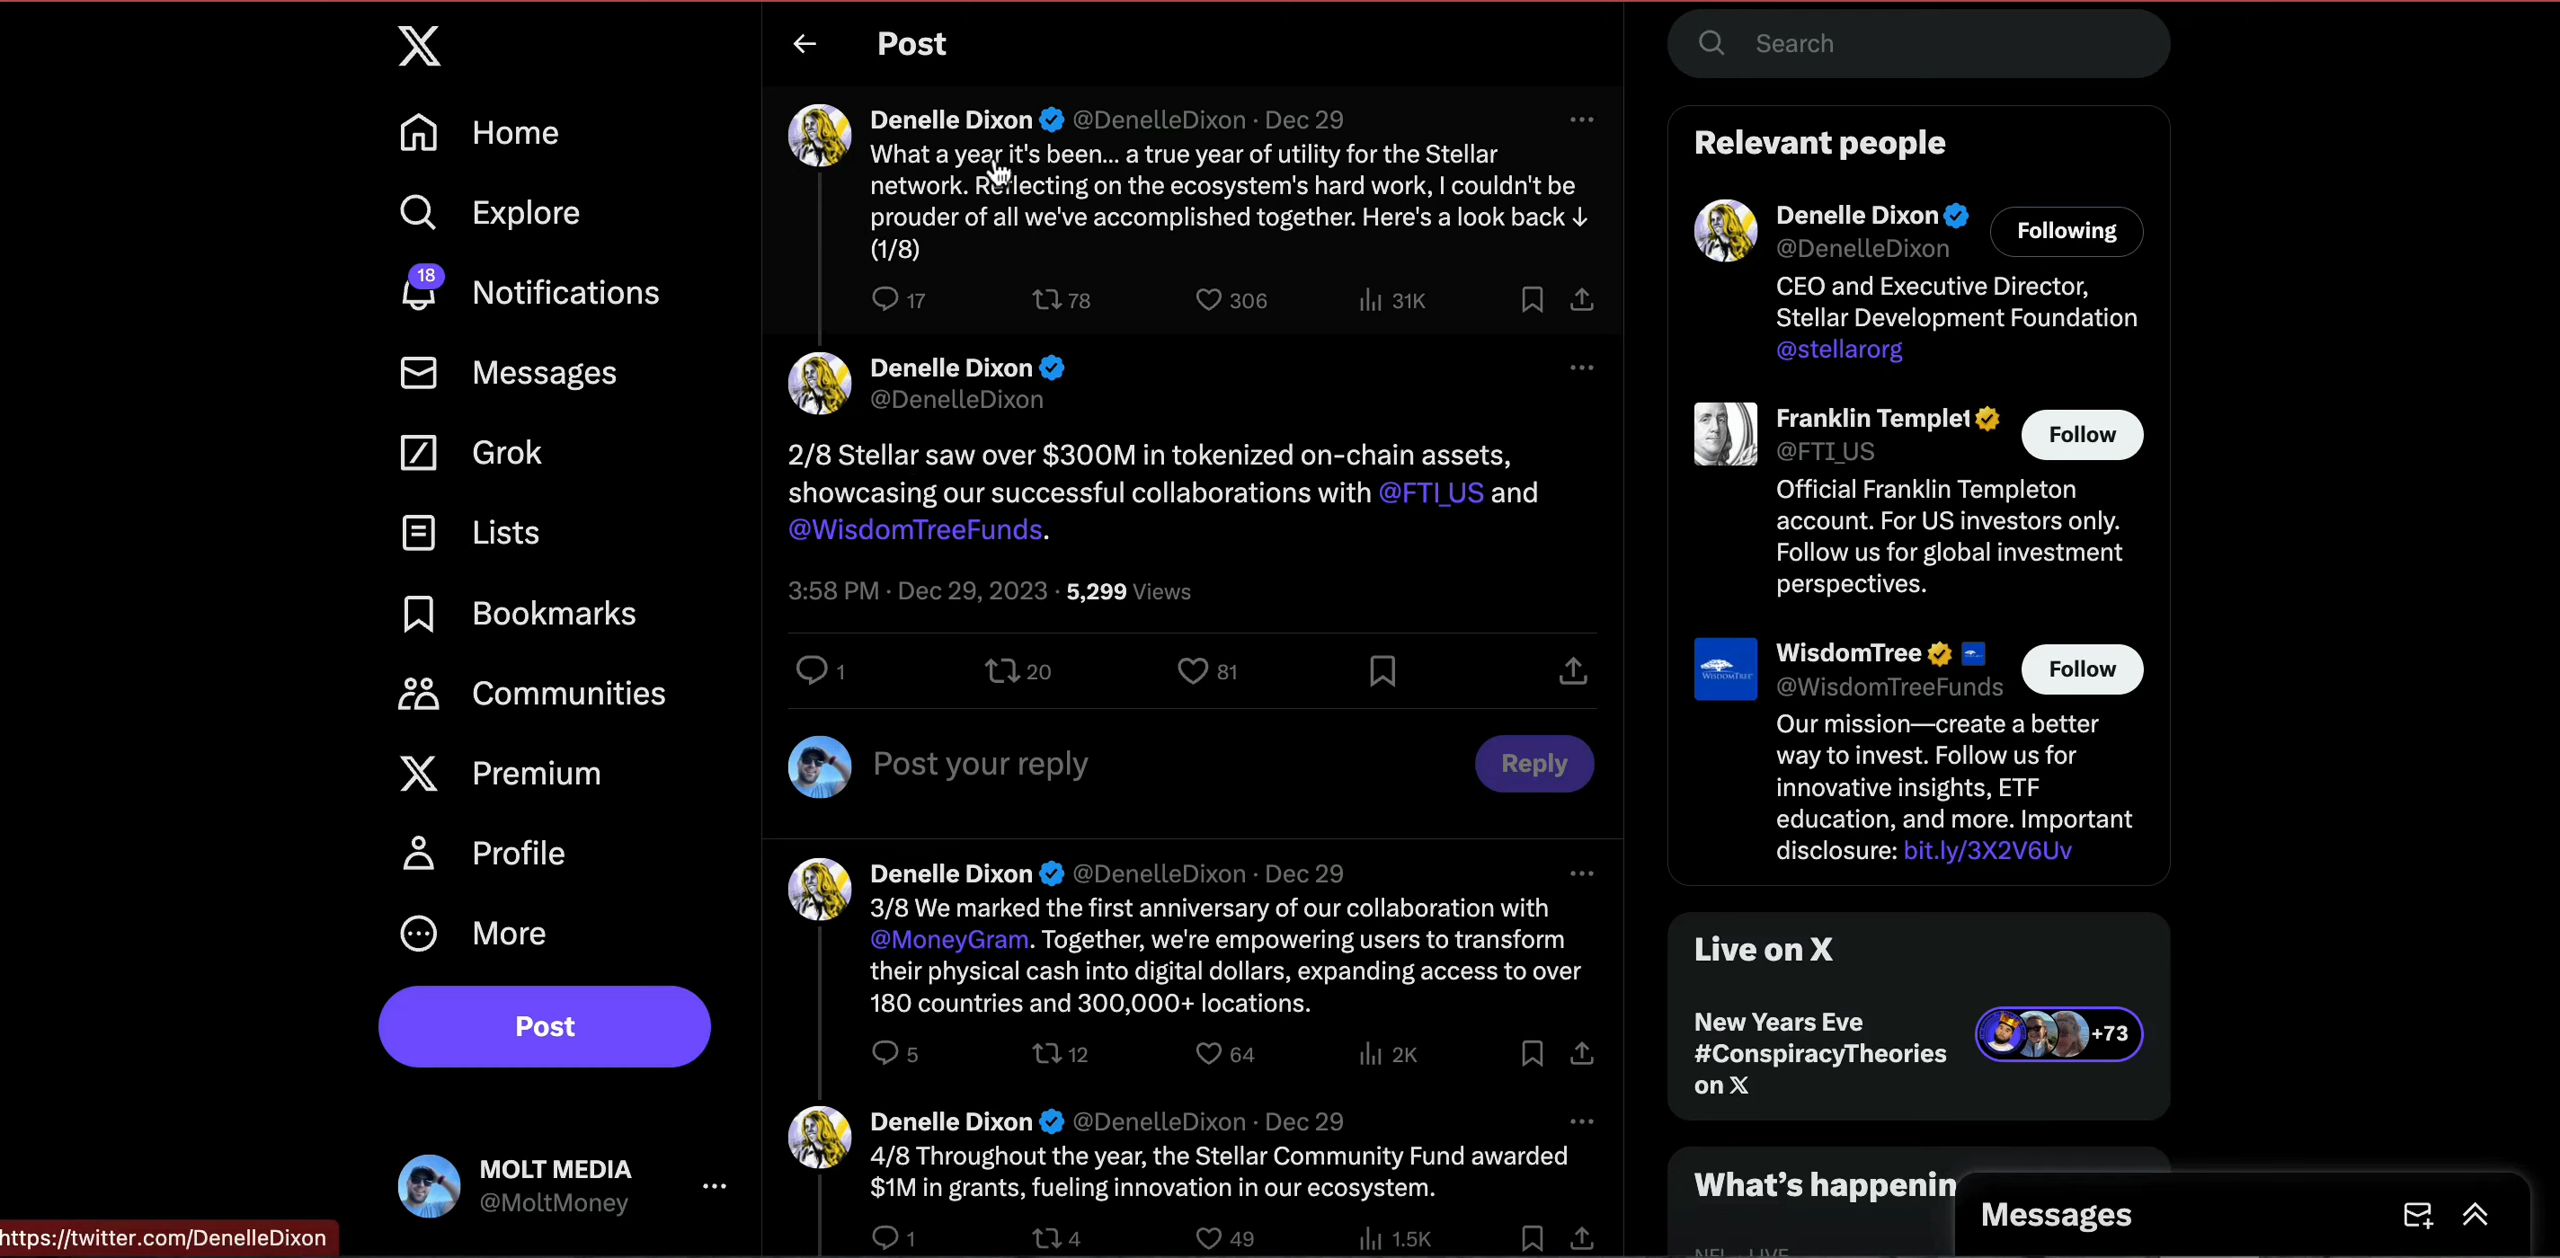 Home
Explore
18
Notifications
Messages
Grok
Lists
Bookmarks
Communities
Premium
Profile
More
Post
MOLT MEDIA
@MoltMoney
https://twitter.com/DenelleDixon
Post
Denelle Dixon @DenelleDixon · Dec 29
What a year it's been... a true year of utility for the Stellar
network. Reflecting on the ecosystem's hard work, I couldn't be
prouder of all we've accomplished together. Here's a look back ↓
(1/8)
17 78 306 31K
Denelle Dixon
@DenelleDixon
2/8 Stellar saw over $300M in tokenized on-chain assets,
showcasing our successful collaborations with @FTI_US and
@WisdomTreeFunds.
3:58 PM · Dec 29, 2023 · 5,299 Views
1 20 81
Post your reply
Reply
Denelle Dixon @DenelleDixon · Dec 29
3/8 We marked the first anniversary of our collaboration with
@MoneyGram. Together, we're empowering users to transform
their physical cash into digital dollars, expanding access to over
180 countries and 300,000+ locations.
5 12 64 2K
Denelle Dixon @DenelleDixon · Dec 29
4/8 Throughout the year, the Stellar Community Fund awarded
$1M in grants, fueling innovation in our ecosystem.
1 4 49 1.5K
Search
Relevant people
Denelle Dixon
@DenelleDixon
Following
CEO and Executive Director,
Stellar Development Foundation
@stellarorg
Franklin Templet
@FTI_US
Follow
Official Franklin Templeton
account. For US investors only.
Follow us for global investment
perspectives.
WISDOMTREE
WisdomTree
@WisdomTreeFunds
Follow
Our mission—create a better
way to invest. Follow us for
innovative insights, ETF
education, and more. Important
disclosure: bit.ly/3X2V6Uv
Live on X
New Years Eve
#ConspiracyTheories
on X
+73
What's happenin
Messages